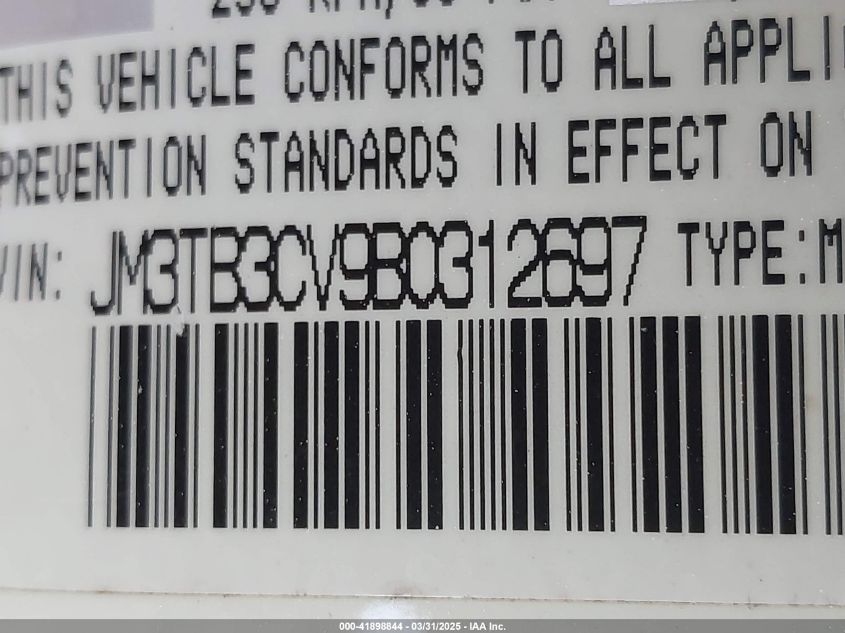 THIS VEHICLE CONFORMS TO ALL APPLI
PREVENTION STANDARDS IN EFFECT ON
VIN: JM3TB3CV9B0312697 TYPE:M
000-41898844 - 03/31/2025 - IAA Inc.